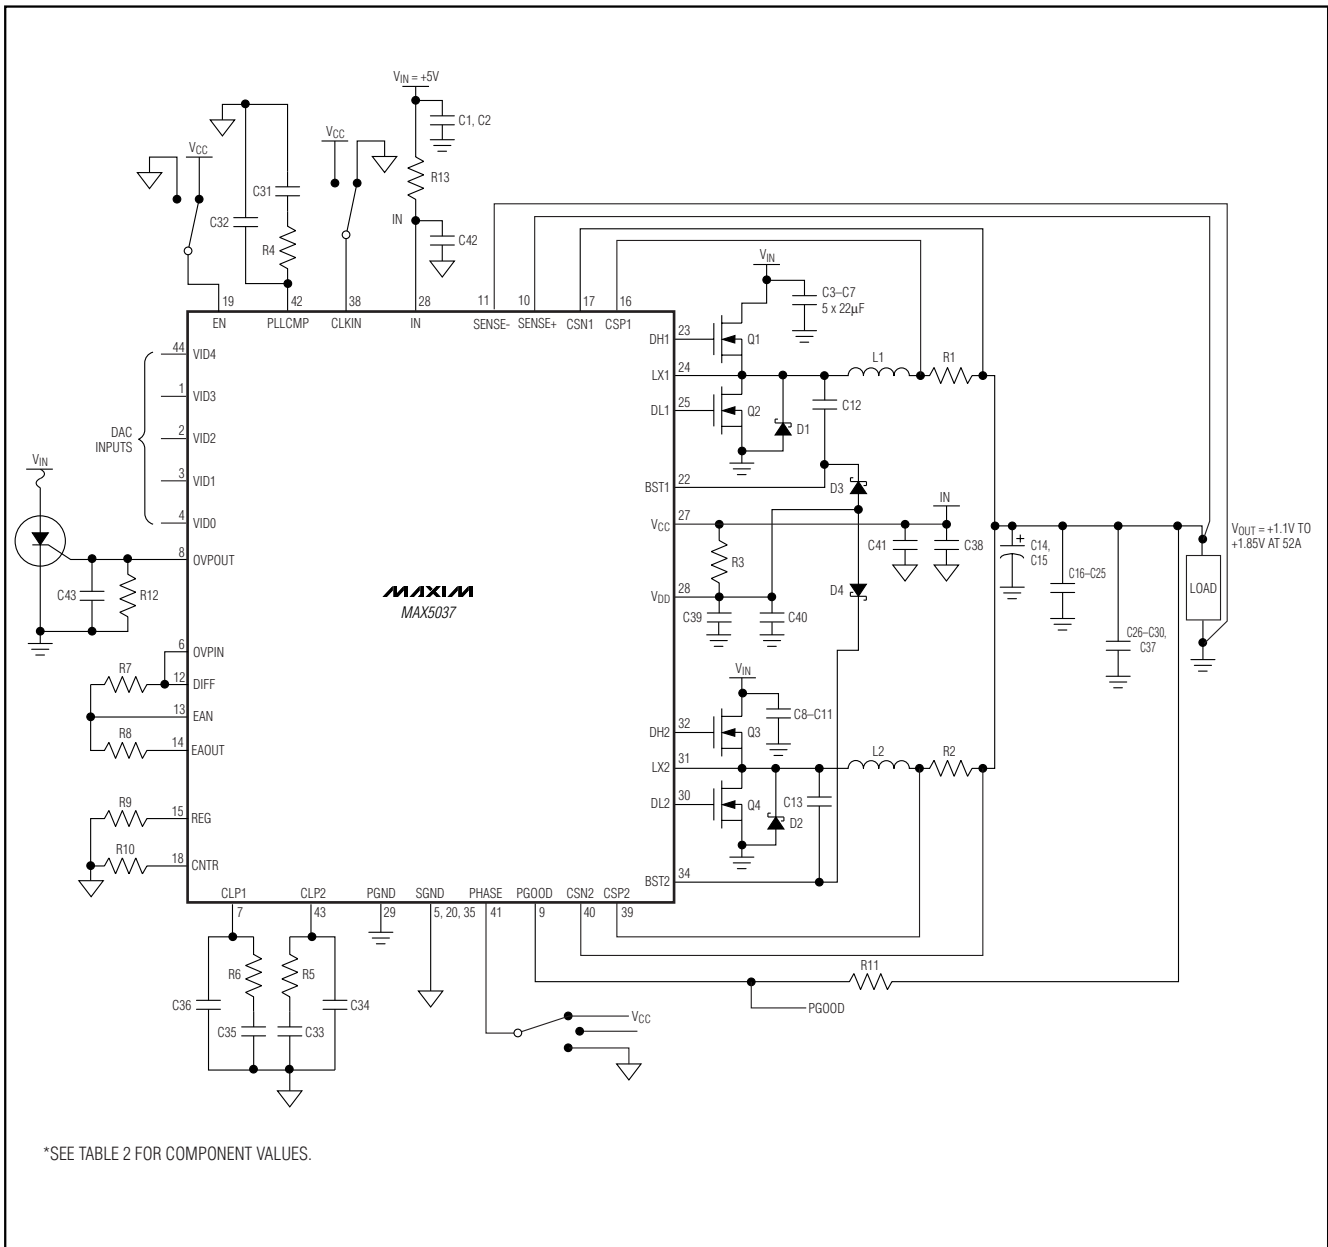 VIN = +5V
C1, C2
VCC
VCC
R13
C31
C32
R4
IN
C42
VIN
C3–C7
5 x 22µF
19
42
38
28
11
10
17
16
EN
PLLCMP
CLKIN
IN
SENSE-
SENSE+
CSN1
CSP1
DH1
23
Q1
44
VID4
LX1
24
L1
R1
1
VID3
DL1
25
Q2
C12
D1
DAC
INPUTS
2
VID2
VIN
3
VID1
BST1
22
D3
4
VID0
VCC
27
IN
8
OVPOUT
R3
C41
C38
C14,
C15
VOUT = +1.1V TO
+1.85V AT 52A
C43
R12
MAXIM
MAX5037
VDD
28
D4
C16–C25
LOAD
C39
C40
6
OVPIN
C26–C30,
C37
R7
12
DIFF
VIN
13
EAN
C8–C11
R8
14
EAOUT
DH2
32
Q3
LX2
31
L2
R2
R9
15
REG
DL2
30
Q4
C13
D2
R10
18
CNTR
BST2
34
CLP1
CLP2
PGND
SGND
PHASE
PGOOD
CSN2
CSP2
7
43
29
5, 20, 35
41
9
40
39
R6
R5
R11
C36
C34
PGOOD
C35
C33
VCC
*SEE TABLE 2 FOR COMPONENT VALUES.